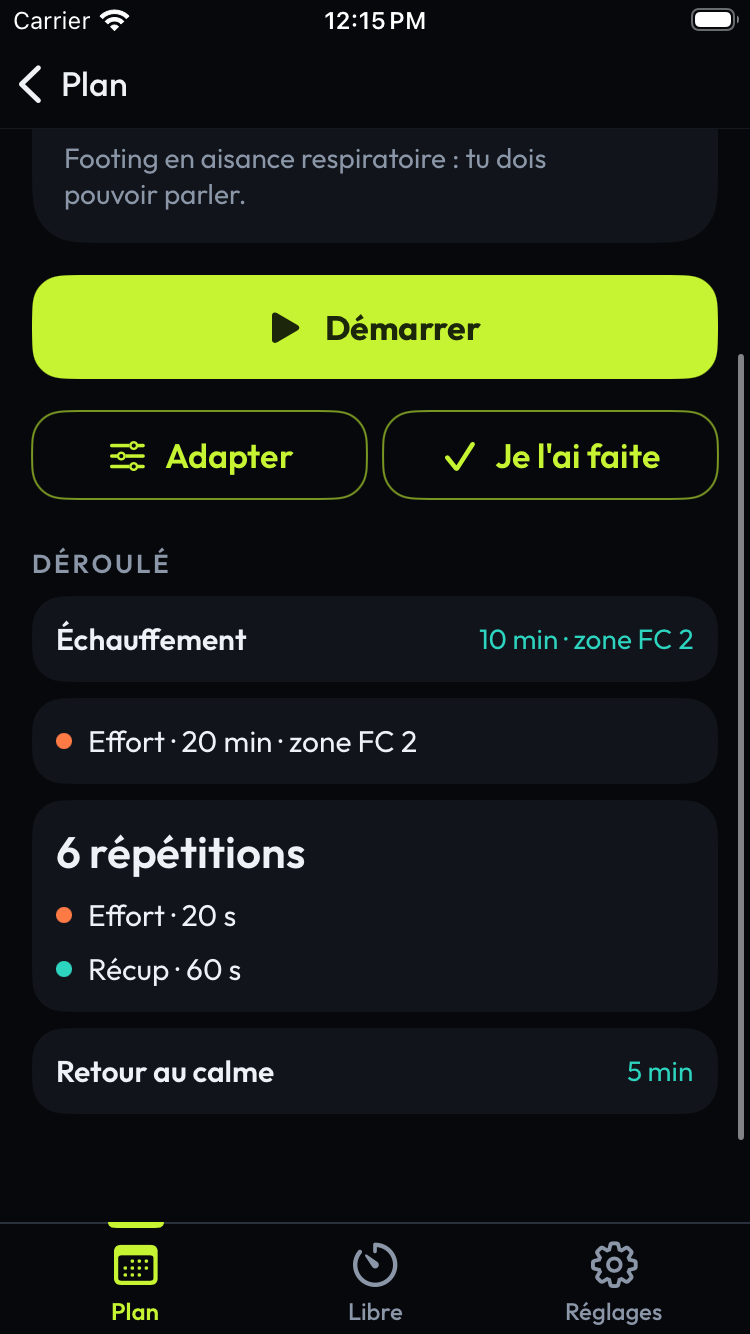 Carrier 12:15 PM
Plan
Footing en aisance respiratoire : tu dois
pouvoir parler.
Démarrer
Adapter
Je l'ai faite
DÉROULÉ
Échauffement 10 min · zone FC 2
Effort · 20 min · zone FC 2
6 répétitions
Effort · 20 s
Récup · 60 s
Retour au calme 5 min
Plan Libre Réglages